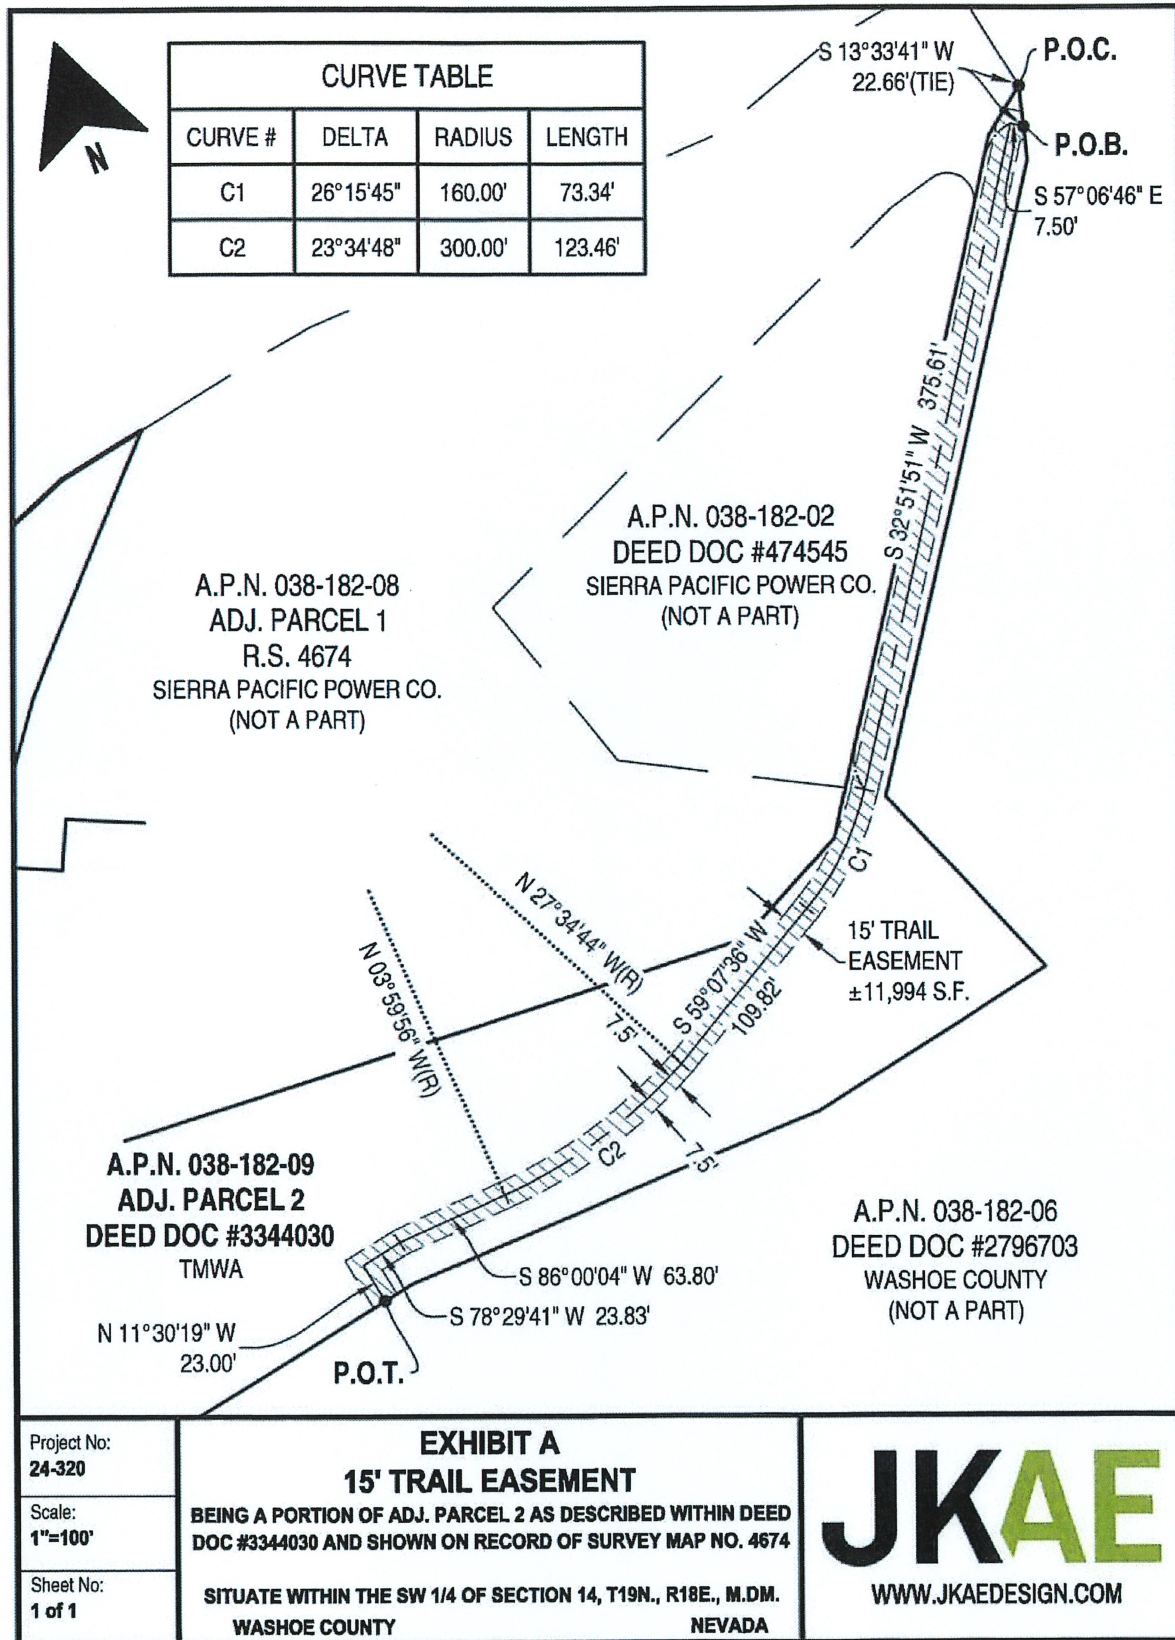 N
CURVE TABLE
CURVE # DELTA RADIUS LENGTH
C1 26°15'45" 160.00' 73.34'
C2 23°34'48" 300.00' 123.46'
S 13°33'41" W
22.66'(TIE)
P.O.C.
P.O.B.
S 57°06'46" E
7.50'
S 32°51'51" W 375.61'
A.P.N. 038-182-02
DEED DOC #474545
SIERRA PACIFIC POWER CO.
(NOT A PART)
A.P.N. 038-182-08
ADJ. PARCEL 1
R.S. 4674
SIERRA PACIFIC POWER CO.
(NOT A PART)
C1
N 27°34'44" W(R)
N 03°59'56" W(R)
S 59°07'36" W
109.82'
15' TRAIL
EASEMENT
±11,994 S.F.
7.5'
7.5'
C2
A.P.N. 038-182-09
ADJ. PARCEL 2
DEED DOC #3344030
TMWA
A.P.N. 038-182-06
DEED DOC #2796703
WASHOE COUNTY
(NOT A PART)
S 86°00'04" W 63.80'
S 78°29'41" W 23.83'
N 11°30'19" W
23.00'
P.O.T.
Project No:
24-320
Scale:
1"=100'
Sheet No:
1 of 1
EXHIBIT A
15' TRAIL EASEMENT
BEING A PORTION OF ADJ. PARCEL 2 AS DESCRIBED WITHIN DEED
DOC #3344030 AND SHOWN ON RECORD OF SURVEY MAP NO. 4674
SITUATE WITHIN THE SW 1/4 OF SECTION 14, T19N., R18E., M.DM.
WASHOE COUNTY NEVADA
JKAE
WWW.JKAEDESIGN.COM